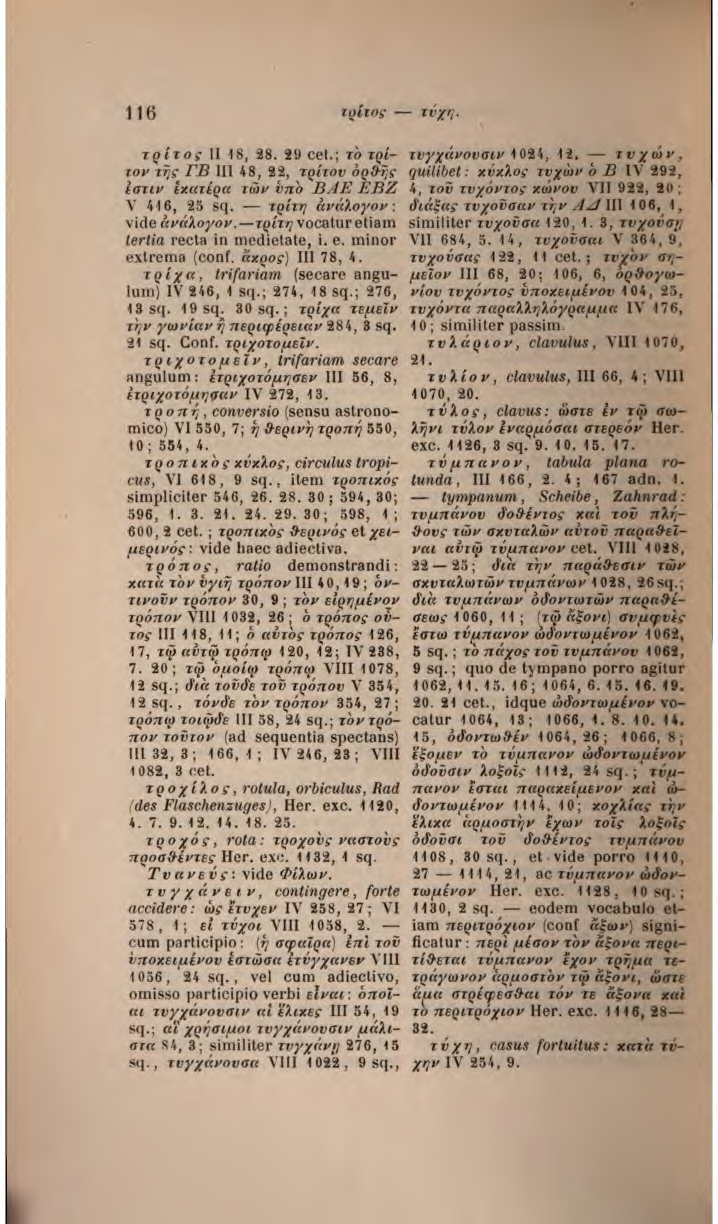 116
τρίτος — τύχη.
τρίτος II 18, 28. 29 cet.; τὸ τρί-
τον τῆς ΓΒ III 48, 22, τρίτου ὀρθῆς
ἐστιν ἑκατέρα τῶν ὑπὸ ΒΑΕ ΕΒΖ
V 416, 25 sq. — τρίτη ἀνάλογον:
vide ἀνάλογον.—τρίτη vocatur etiam
tertia recta in medietate, i. e. minor
extrema (conf. ἄκρος) III 78, 4.
τρίχα, trifariam (secare angu-
lum) IV 246, 1 sq.; 274, 18 sq.; 276,
13 sq. 19 sq. 30 sq.; τρίχα τεμεῖν
τὴν γωνίαν ἢ περιφέρειαν 284, 3 sq.
21 sq. Conf. τριχοτομεῖν.
τριχοτομεῖν, trifariam secare
angulum: ἐτριχοτόμησεν III 56, 8,
ἐτριχοτόμησαν IV 272, 13.
τροπή, conversio (sensu astrono-
mico) VI 550, 7; ἡ θερινὴ τροπή 550,
10; 554, 4.
τροπικὸς κύκλος, circulus tropi-
cus, VI 618, 9 sq., item τροπικός
simpliciter 546, 26. 28. 30; 594, 30;
596, 1. 3. 21. 24. 29. 30; 598, 1;
600, 2 cet.; τροπικὸς θερινός et χει-
μερινός: vide haec adiectiva.
τρόπος, ratio demonstrandi:
κατὰ τὸν ὑγιῆ τρόπον III 40, 19; ὁν-
τινοῦν τρόπον 30, 9; τὸν εἰρημένον
τρόπον VIII 1032, 26; ὁ τρόπος οὗ-
τος III 118, 11; ὁ αὐτὸς τρόπος 126,
17, τῷ αὐτῷ τρόπῳ 120, 12; IV 238,
7. 20; τῷ ὁμοίῳ τρόπῳ VIII 1078,
12 sq.; διὰ τοῦδε τοῦ τρόπου V 354,
12 sq., τόνδε τὸν τρόπον 354, 27;
τρόπῳ τοιῷδε III 58, 24 sq.; τὸν τρό-
πον τοῦτον (ad sequentia spectans)
III 32, 3; 166, 1; IV 246, 23; VIII
1082, 3 cet.
τροχίλος, rotula, orbiculus, Rad
(des Flaschenzuges), Her. exc. 1120,
4. 7. 9. 12. 14. 18. 25.
τροχός, rota: τροχοὺς ναστοὺς
προσθέντες Her. exc. 1132, 1 sq.
Τυανεύς: vide Φίλων.
τυγχάνειν, contingere, forte
accidere: ὡς ἔτυχεν IV 258, 27; VI
578, 1; εἰ τύχοι VIII 1058, 2. —
cum participio: (ἡ σφαῖρα) ἐπὶ τοῦ
ὑποκειμένου ἑστῶσα ἐτύγχανεν VIII
1056, 24 sq., vel cum adiectivo,
omisso participio verbi εἶναι: ὁποῖ-
αι τυγχάνουσιν αἱ ἕλικες III 54, 19
sq.; αἳ χρήσιμοι τυγχάνουσιν μάλι-
στα 84, 3; similiter τυγχάνῃ 276, 15
sq., τυγχάνουσα VIII 1022, 9 sq.,
τυγχάνουσιν 1024, 12. — τυχών,
quilibet: κύκλος τυχὼν ὁ Β IV 292,
4, τοῦ τυχόντος κώνου VII 922, 20;
διάξας τυχοῦσαν τὴν ΑΔ III 106, 1,
similiter τυχοῦσα 120, 1. 3, τυχούσῃ
VII 684, 5. 14, τυχοῦσαι V 364, 9,
τυχούσας 122, 11 cet.; τυχὸν ση-
μεῖον III 68, 20; 106, 6, ὀρθογω-
νίου τυχόντος ὑποκειμένου 104, 25,
τυχόντα παραλληλόγραμμα IV 176,
10; similiter passim.
τυλάριον, clavulus, VIII 1070,
21.
τυλίον, clavulus, III 66, 4; VIII
1070, 20.
τύλος, clavus: ὥστε ἐν τῷ σω-
λῆνι τύλον ἐναρμόσαι στερεόν Her.
exc. 1126, 3 sq. 9. 10. 15. 17.
τύμπανον, tabula plana ro-
tunda, III 166, 2. 4; 167 adn. 1.
— tympanum, Scheibe, Zahnrad:
τυμπάνου δοθέντος καὶ τοῦ πλή-
θους τῶν σκυταλῶν αὐτοῦ παραθεῖ-
ναι αὐτῷ τύμπανον cet. VIII 1028,
22—25; διὰ τὴν παράθεσιν τῶν
σκυταλωτῶν τυμπάνων 1028, 26 sq.;
διὰ τυμπάνων ὀδοντωτῶν παραθέ-
σεως 1060, 11; (τῷ ἄξονι) συμφυὲς
ἔστω τύμπανον ὠδοντωμένον 1062,
5 sq.; τὸ πάχος τοῦ τυμπάνου 1062,
9 sq.; quo de tympano porro agitur
1062, 11. 15. 16; 1064, 6. 15. 16. 19.
20. 21 cet., idque ὠδοντωμένον vo-
catur 1064, 13; 1066, 1. 8. 10. 14.
15, ὀδοντωθέν 1064, 26; 1066, 8;
ἕξομεν τὸ τύμπανον ὠδοντωμένον
ὀδοῦσιν λοξοῖς 1112, 24 sq.; τύμ-
πανον ἔσται παρακείμενον καὶ ὠ-
δοντωμένον 1114, 10; κοχλίας τὴν
ἕλικα ἁρμοστὴν ἔχων τοῖς λοξοῖς
ὀδοῦσι τοῦ δοθέντος τυμπάνου
1108, 30 sq., et vide porro 1110,
27 — 1114, 21, ac τύμπανον ὠδον-
τωμένον Her. exc. 1128, 10 sq.;
1130, 2 sq. — eodem vocabulo et-
iam περιτρόχιον (conf ἄξων) signi-
ficatur: περὶ μέσον τὸν ἄξονα περι-
τίθεται τύμπανον ἔχον τρῆμα τε-
τράγωνον ἁρμοστὸν τῷ ἄξονι, ὥστε
ἅμα στρέφεσθαι τόν τε ἄξονα καὶ
τὸ περιτρόχιον Her. exc. 1116, 28—
32.
τύχη, casus fortuitus: κατὰ τύ-
χην IV 254, 9.